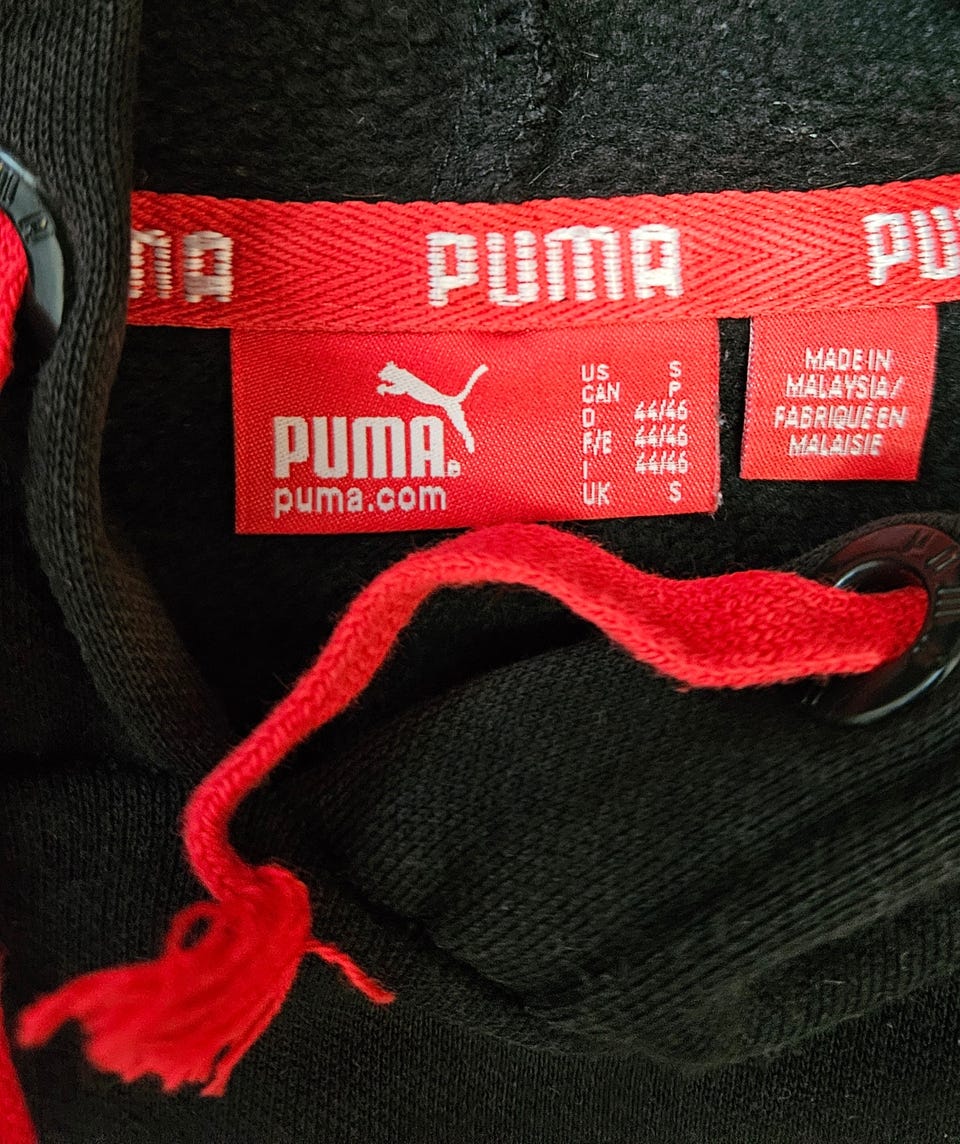 MA PUMA PU
PUMA®
puma.com
US S
CAN P
D 44/46
F/E 44/46
I 44/46
UK S
MADE IN
MALAYSIA/
FABRIQUÉ EN
MALAISIE